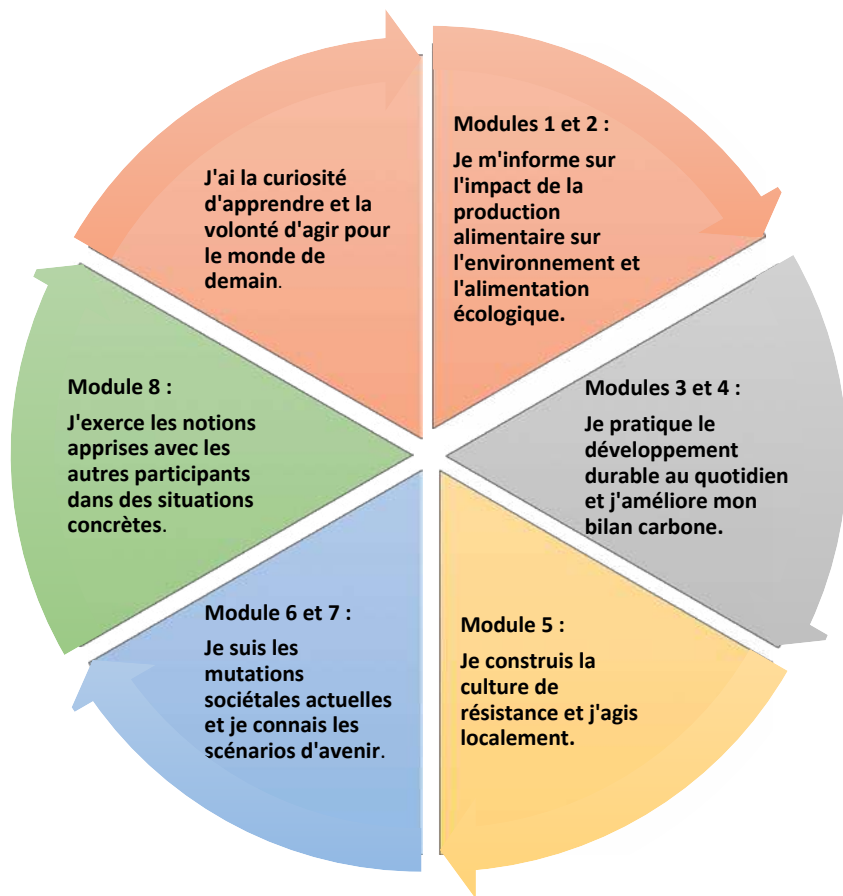 J'ai la curiosité
d'apprendre et la
volonté d'agir pour
le monde de
demain.
Modules 1 et 2 :
Je m'informe sur
l'impact de la
production
alimentaire sur
l'environnement et
l'alimentation
écologique.
Modules 3 et 4 :
Je pratique le
développement
durable au quotidien
et j'améliore mon
bilan carbone.
Module 5 :
Je construis la
culture de
résistance et j'agis
localement.
Module 6 et 7 :
Je suis les
mutations
sociétales actuelles
et je connais les
scénarios d'avenir.
Module 8 :
J'exerce les notions
apprises avec les
autres participants
dans des situations
concrètes.